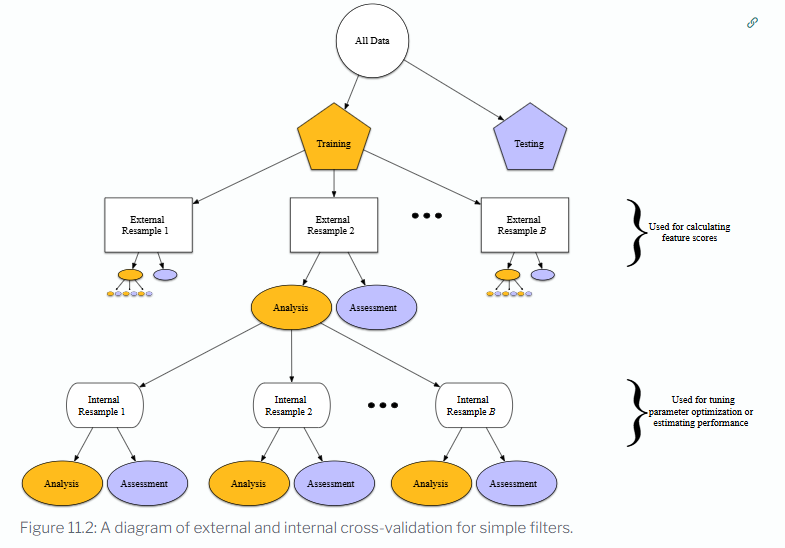 All Data
Training
Testing
External
Resample 1
External
Resample 2
External
Resample B
Used for calculating
feature scores
Analysis
Assessment
Internal
Resample 1
Internal
Resample 2
Internal
Resample B
Used for tuning
parameter optimization or
estimating performance
Analysis
Assessment
Analysis
Assessment
Analysis
Assessment
Figure 11.2: A diagram of external and internal cross-validation for simple filters.